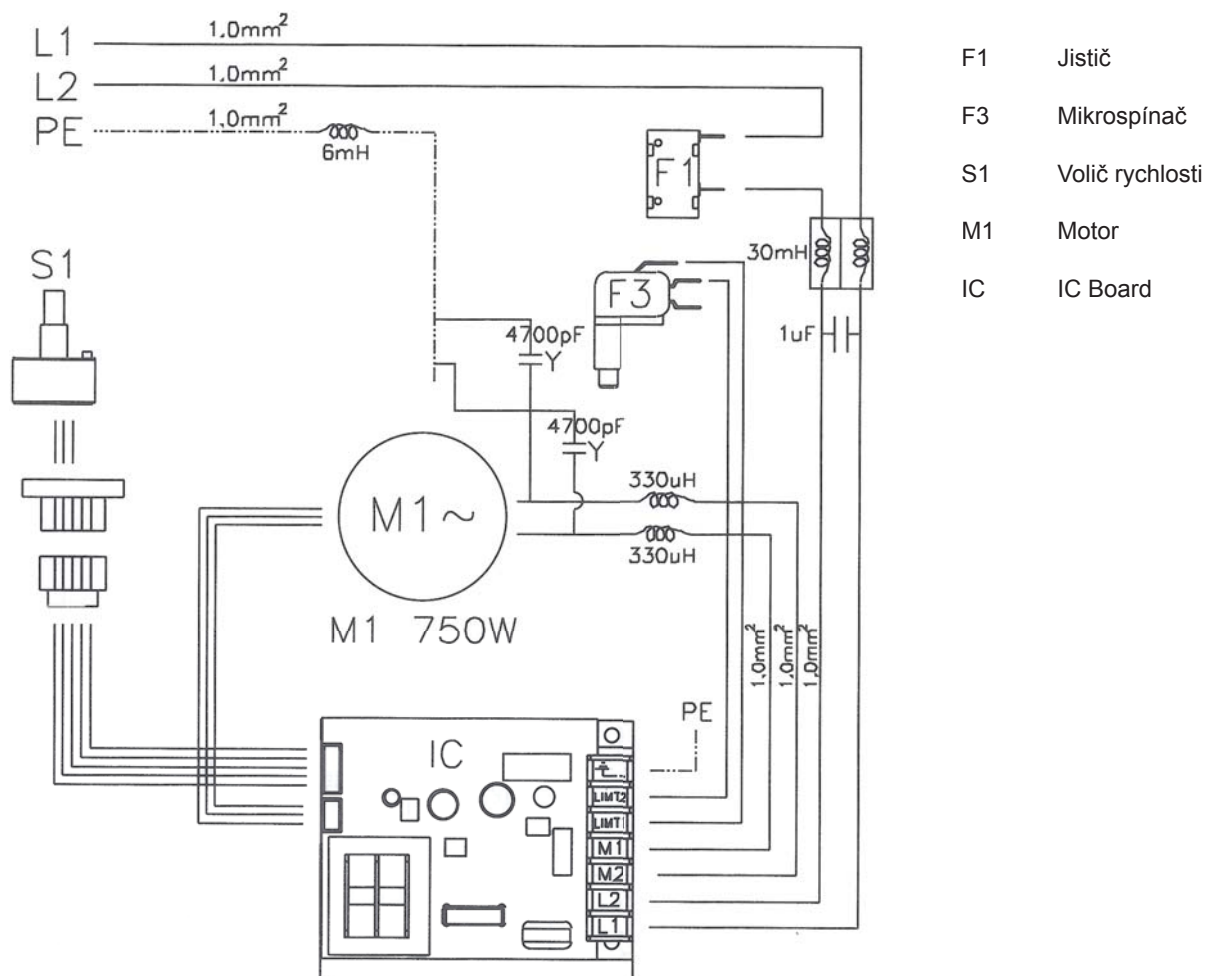 L1 1.0mm²
L2 1.0mm²
PE 1.0mm²
6mH
F1
30mH
S1
F3
1uF
4700pF
Y
4700pF
Y
330uH
M1~
330uH
M1 750W
1.0mm²
1.0mm²
1.0mm²
PE
IC
LIMT2
LIMT1
M1
M2
L2
L1
F1 Jistič
F3 Mikrospínač
S1 Volič rychlosti
M1 Motor
IC IC Board